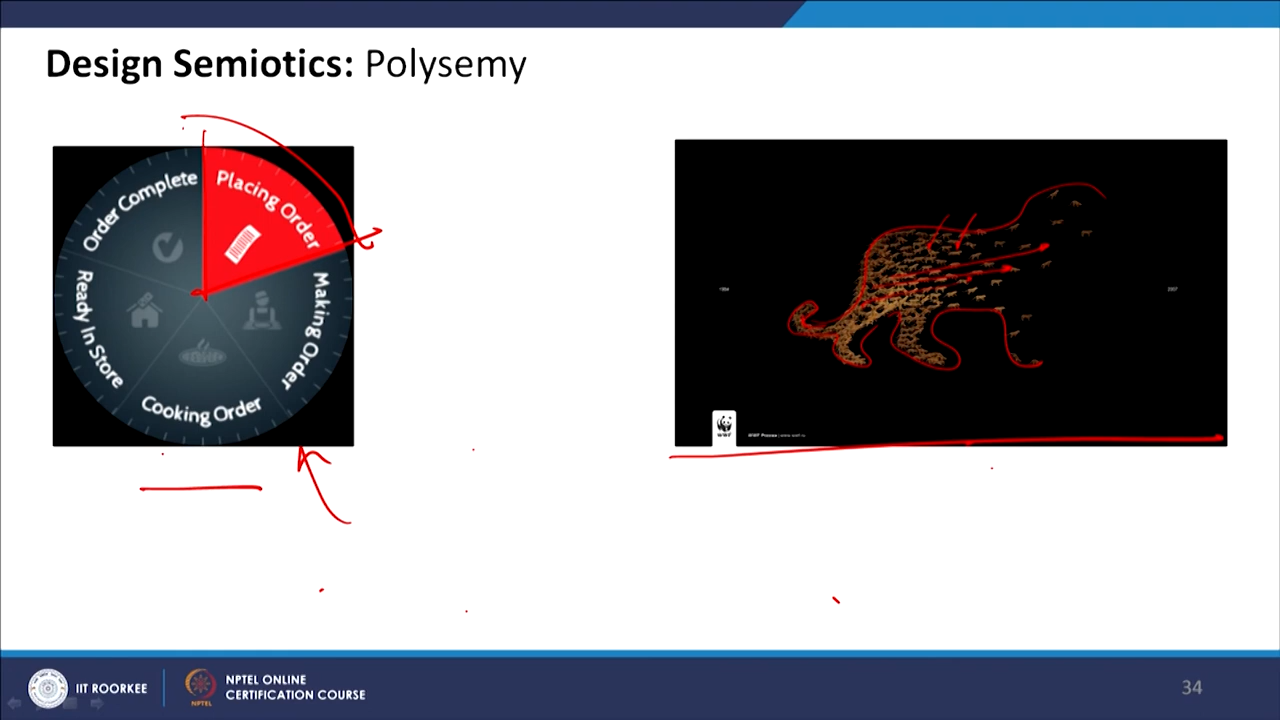 Design Semiotics: Polysemy
Order Complete
Placing Order
Making Order
Cooking Order
Ready In Store
WWF
IIT ROORKEE
NPTEL
NPTEL ONLINE
CERTIFICATION COURSE
34